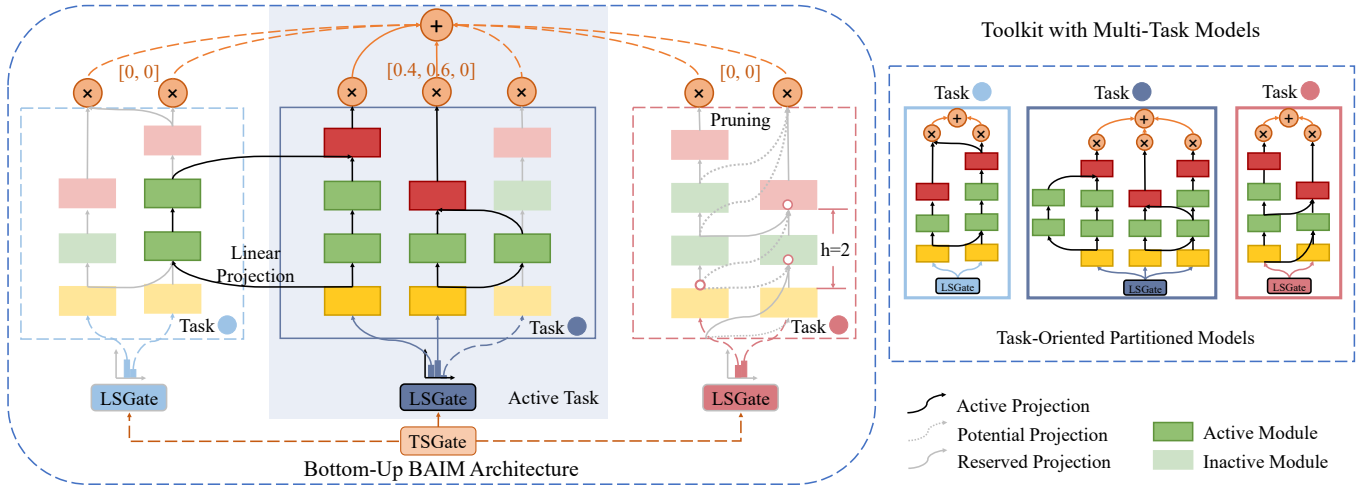 [0, 0]
[0.4, 0.6, 0]
[0, 0]
Pruning
Linear
Projection
h=2
Task
Task
Task
LSGate
LSGate
LSGate
Active Task
TSGate
Bottom-Up BAIM Architecture
Toolkit with Multi-Task Models
Task
Task
Task
LSGate
LSGate
LSGate
Task-Oriented Partitioned Models
Active Projection
Potential Projection
Reserved Projection
Active Module
Inactive Module